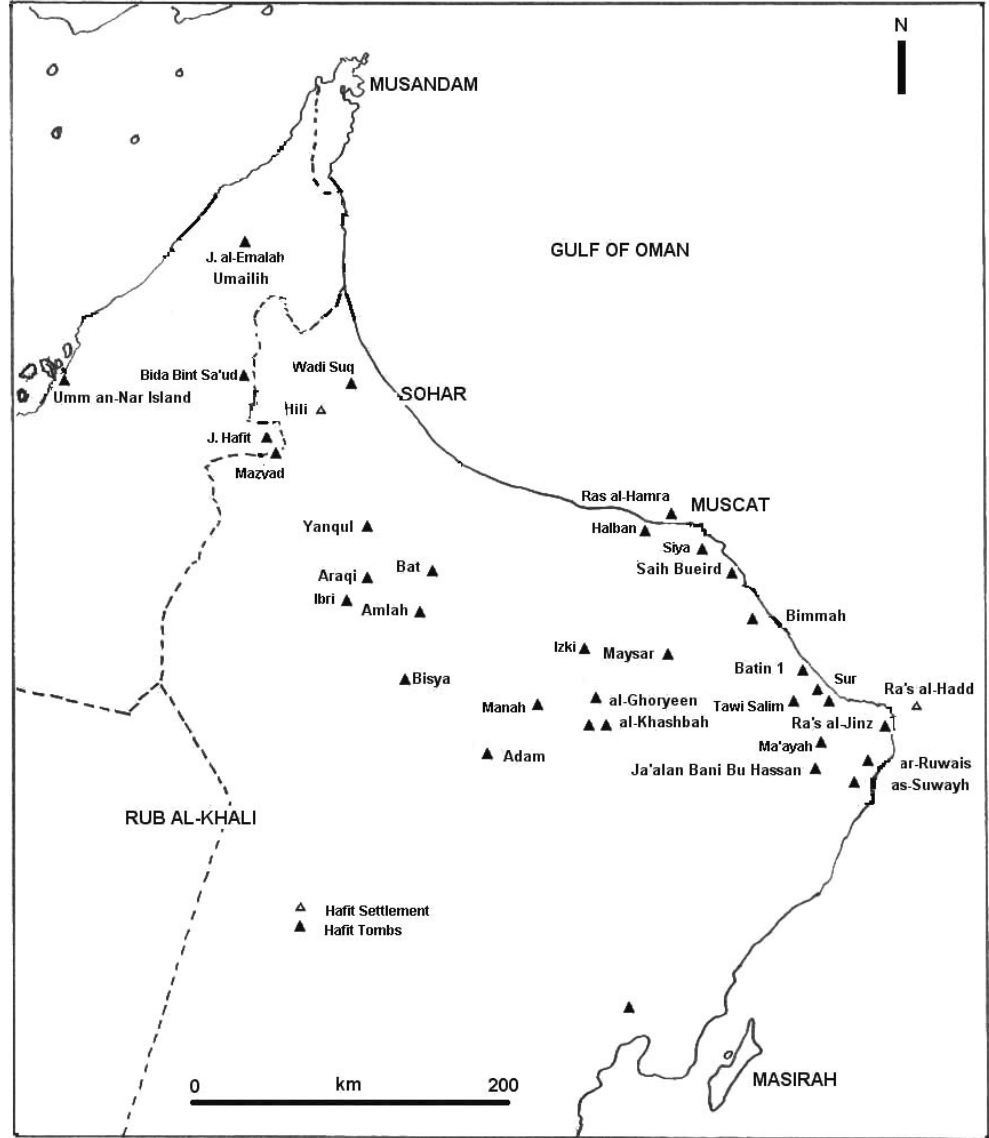 N
MUSANDAM
GULF OF OMAN
J. al-Emalah
Umailih
Wadi Suq
Bida Bint Sa'ud
Umm an-Nar Island
SOHAR
Hili
J. Hafit
Mazyad
Ras al-Hamra
MUSCAT
Yanqul
Halban
Siya
Bat
Saih Bueird
Araqi
Ibri
Amlah
Bimmah
Izki
Maysar
Batin 1
Bisya
Sur
Ra's al-Hadd
Manah
al-Ghoryeen
Tawi Salim
al-Khashbah
Ra's al-Jinz
Ma'ayah
Adam
Ja'alan Bani Bu Hassan
ar-Ruwais
as-Suwayh
RUB AL-KHALI
Hafit Settlement
Hafit Tombs
MASIRAH
0 km 200